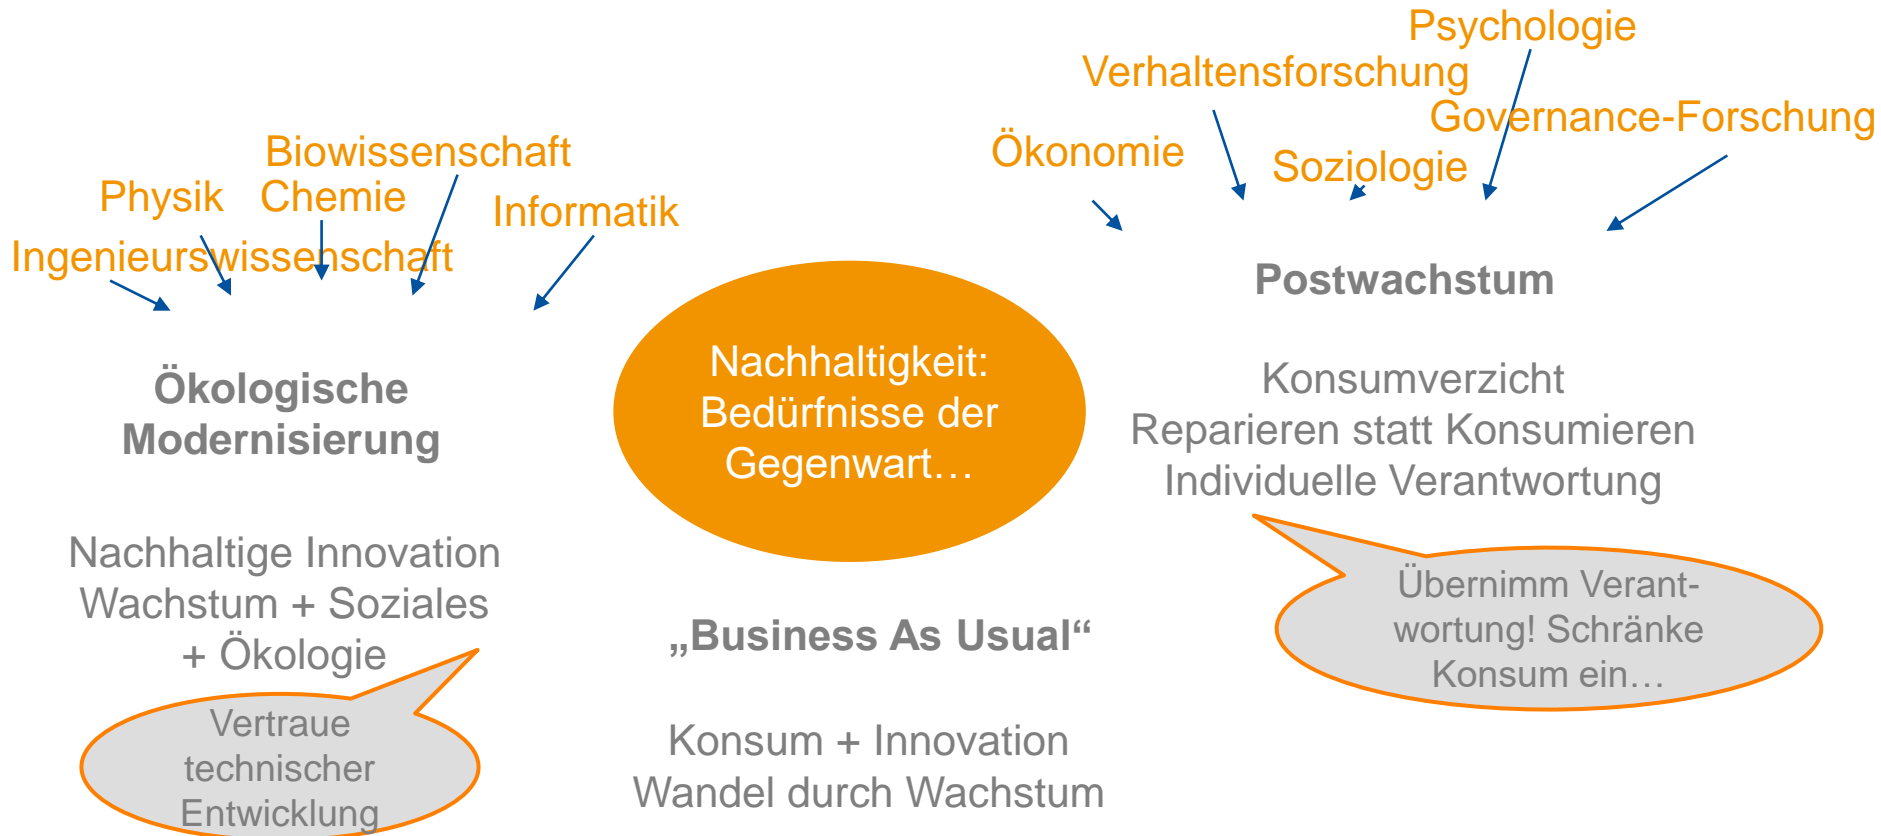 Biowissenschaft
Physik
Chemie
Informatik
Ingenieurswissenschaft
Ökologische
Modernisierung
Nachhaltige Innovation
Wachstum + Soziales
+ Ökologie
Vertraue
technischer
Entwicklung
Nachhaltigkeit:
Bedürfnisse der
Gegenwart…
„Business As Usual“
Konsum + Innovation
Wandel durch Wachstum
Psychologie
Verhaltensforschung
Governance-Forschung
Ökonomie
Soziologie
Postwachstum
Konsumverzicht
Reparieren statt Konsumieren
Individuelle Verantwortung
Übernimm Verant-
wortung! Schränke
Konsum ein…